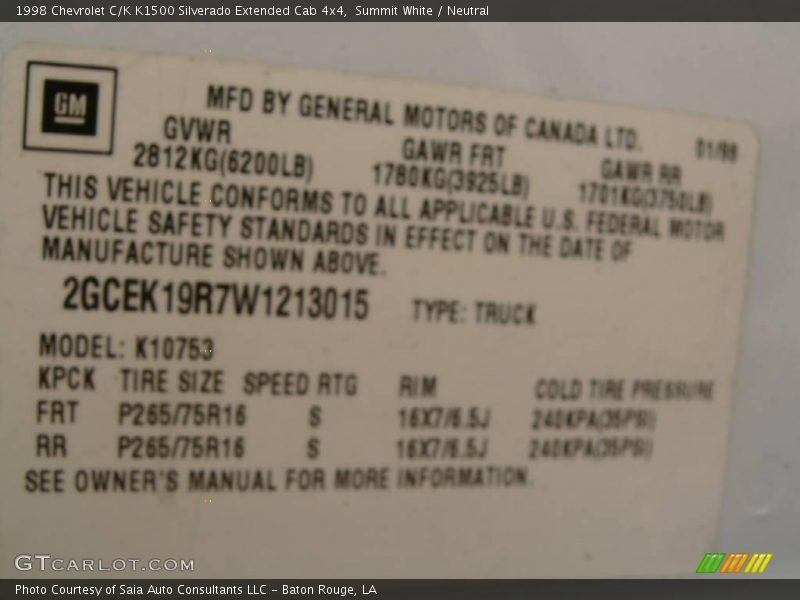 1998 Chevrolet C/K K1500 Silverado Extended Cab 4x4,  Summit White / Neutral
GM
MFD BY GENERAL MOTORS OF CANADA LTD.
01/98
GVWR GAWR FRT GAWR RR
2812KG(6200LB) 1780KG(3925LB) 1701KG(3750LB)
THIS VEHICLE CONFORMS TO ALL APPLICABLE U.S. FEDERAL MOTOR
VEHICLE SAFETY STANDARDS IN EFFECT ON THE DATE OF
MANUFACTURE SHOWN ABOVE.
2GCEK19R7W1213015 TYPE: TRUCK
MODEL: K10753
KPCK TIRE SIZE SPEED RTG RIM COLD TIRE PRESSURE
FRT P265/75R16 S 16X7/6.5J 240KPA(35PSI)
RR P265/75R16 S 16X7/6.5J 240KPA(35PSI)
SEE OWNER'S MANUAL FOR MORE INFORMATION.
GTCARLOT.COM
Photo Courtesy of Saia Auto Consultants LLC - Baton Rouge, LA